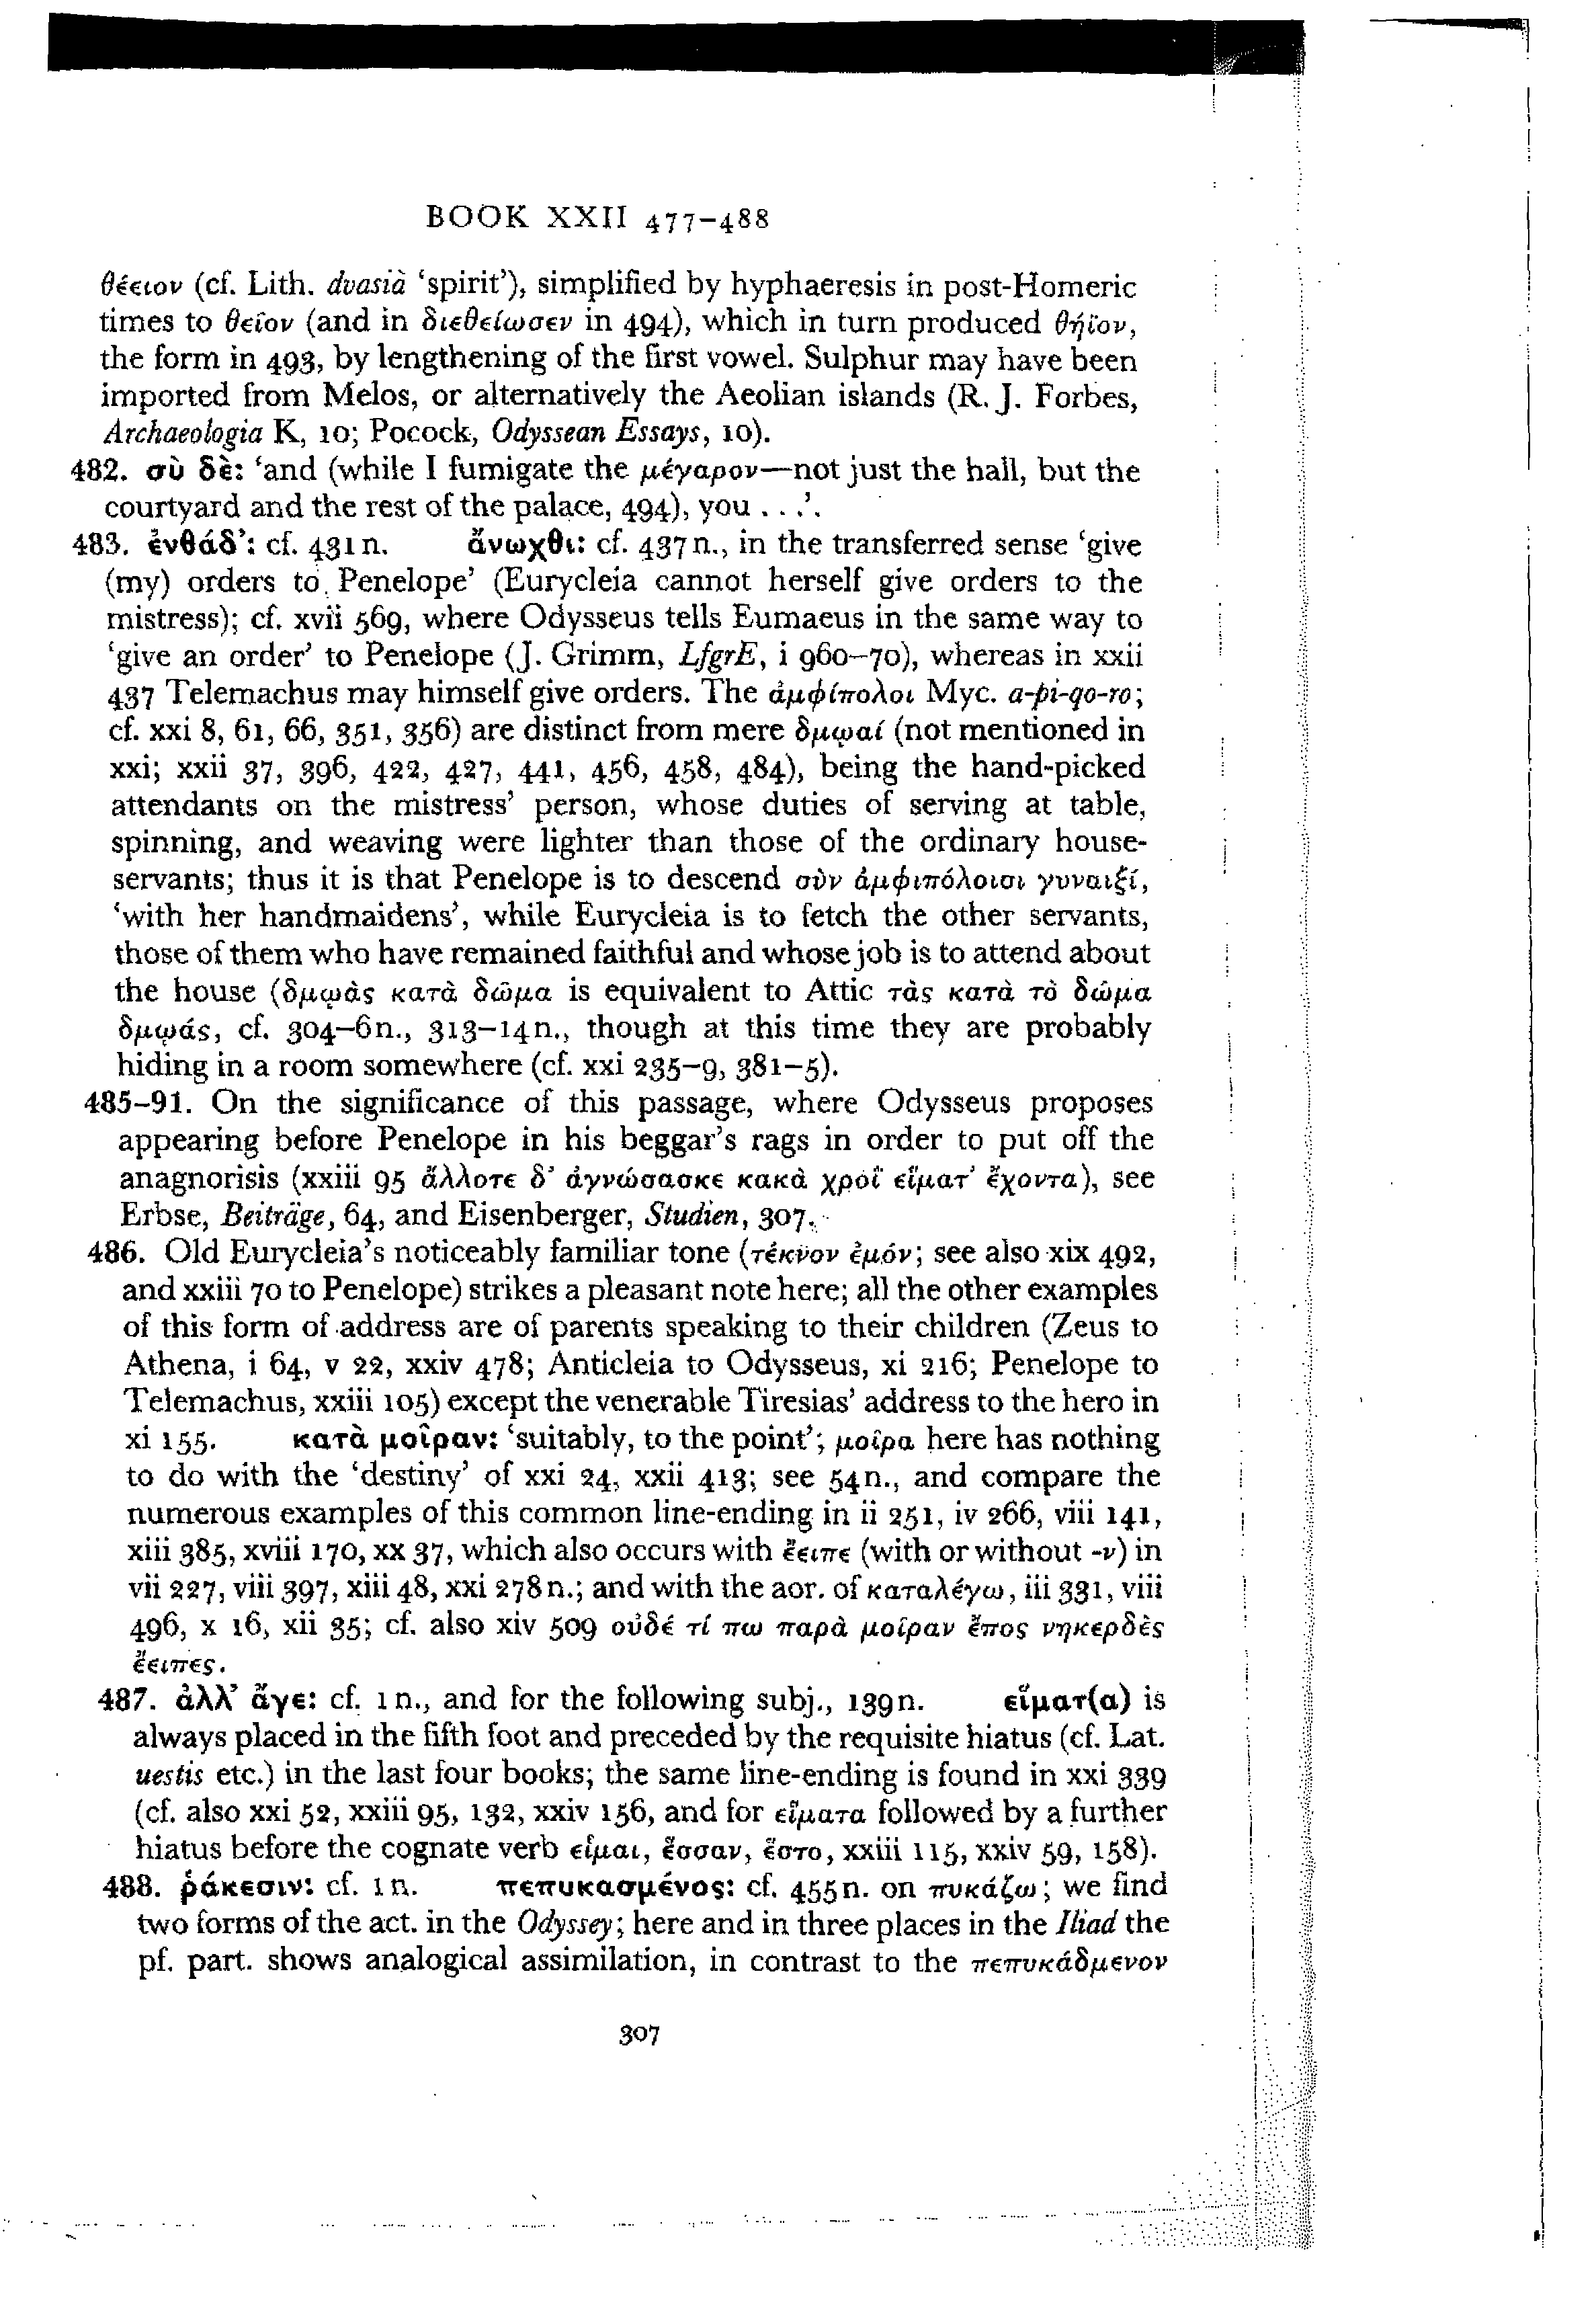 BOOK XXII 477–488
θέειον (cf. Lith. dvasià ‘spirit’), simplified by hyphaeresis in post-Homeric
times to θεῖον (and in διεθείωσεν in 494), which in turn produced θήϊον,
the form in 493, by lengthening of the first vowel. Sulphur may have been
imported from Melos, or alternatively the Aeolian islands (R. J. Forbes,
Archaeologia K, 10; Pocock, Odyssean Essays, 10).
482. σὺ δὲ: ‘and (while I fumigate the μέγαρον—not just the hall, but the
courtyard and the rest of the palace, 494), you . . .’.
483. ἐνθάδ’: cf. 431 n. ἄνωχθι: cf. 437 n., in the transferred sense ‘give
(my) orders to Penelope’ (Eurycleia cannot herself give orders to the
mistress); cf. xvii 569, where Odysseus tells Eumaeus in the same way to
‘give an order’ to Penelope (J. Grimm, LfgrE, i 960–70), whereas in xxii
437 Telemachus may himself give orders. The ἀμφίπολοι Myc. a-pi-qo-ro;
cf. xxi 8, 61, 66, 351, 356) are distinct from mere δμῳαί (not mentioned in
xxi; xxii 37, 396, 422, 427, 441, 456, 458, 484), being the hand-picked
attendants on the mistress’ person, whose duties of serving at table,
spinning, and weaving were lighter than those of the ordinary house-
servants; thus it is that Penelope is to descend σὺν ἀμφιπόλοισι γυναιξί,
‘with her handmaidens’, while Eurycleia is to fetch the other servants,
those of them who have remained faithful and whose job is to attend about
the house (δμῳὰς κατὰ δῶμα is equivalent to Attic τὰς κατὰ τὸ δῶμα
δμῳάς, cf. 304–6 n., 313–14 n., though at this time they are probably
hiding in a room somewhere (cf. xxi 235–9, 381–5).
485–91. On the significance of this passage, where Odysseus proposes
appearing before Penelope in his beggar’s rags in order to put off the
anagnorisis (xxiii 95 ἄλλοτε δ’ ἀγνώσασκε κακὰ χροῒ εἵματ’ ἔχοντα), see
Erbse, Beiträge, 64, and Eisenberger, Studien, 307.
486. Old Eurycleia’s noticeably familiar tone (τέκνον ἐμόν; see also xix 492,
and xxiii 70 to Penelope) strikes a pleasant note here; all the other examples
of this form of address are of parents speaking to their children (Zeus to
Athena, i 64, v 22, xxiv 478; Anticleia to Odysseus, xi 216; Penelope to
Telemachus, xxiii 105) except the venerable Tiresias’ address to the hero in
xi 155. κατὰ μοῖραν: ‘suitably, to the point’; μοῖρα here has nothing
to do with the ‘destiny’ of xxi 24, xxii 413; see 54 n., and compare the
numerous examples of this common line-ending in ii 251, iv 266, viii 141,
xiii 385, xviii 170, xx 37, which also occurs with ἔειπε (with or without -ν) in
vii 227, viii 397, xiii 48, xxi 278 n.; and with the aor. of καταλέγω, iii 331, viii
496, x 16, xii 35; cf. also xiv 509 οὐδέ τί πω παρὰ μοῖραν ἔπος νηκερδὲς
ἔειπες.
487. ἀλλ’ ἄγε: cf. 1 n., and for the following subj., 139 n. εἵματ(α) is
always placed in the fifth foot and preceded by the requisite hiatus (cf. Lat.
uestis etc.) in the last four books; the same line-ending is found in xxi 339
(cf. also xxi 52, xxiii 95, 132, xxiv 156, and for εἵματα followed by a further
hiatus before the cognate verb εἷμαι, ἕσσαν, ἕστο, xxiii 115, xxiv 59, 158).
488. ῥάκεσιν: cf. 1 n. πεπυκασμένος: cf. 455 n. on πυκάζω; we find
two forms of the act. in the Odyssey; here and in three places in the Iliad the
pf. part. shows analogical assimilation, in contrast to the πεπυκάδμενον
307